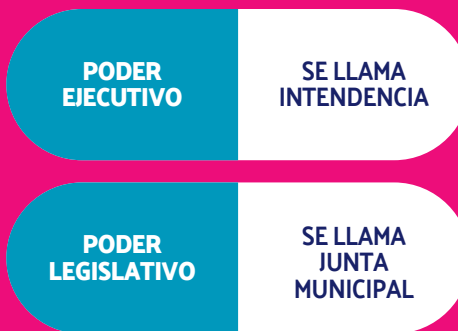 PODER
EJECUTIVO
SE LLAMA
INTENDENCIA
PODER
LEGISLATIVO
SE LLAMA
JUNTA
MUNICIPAL